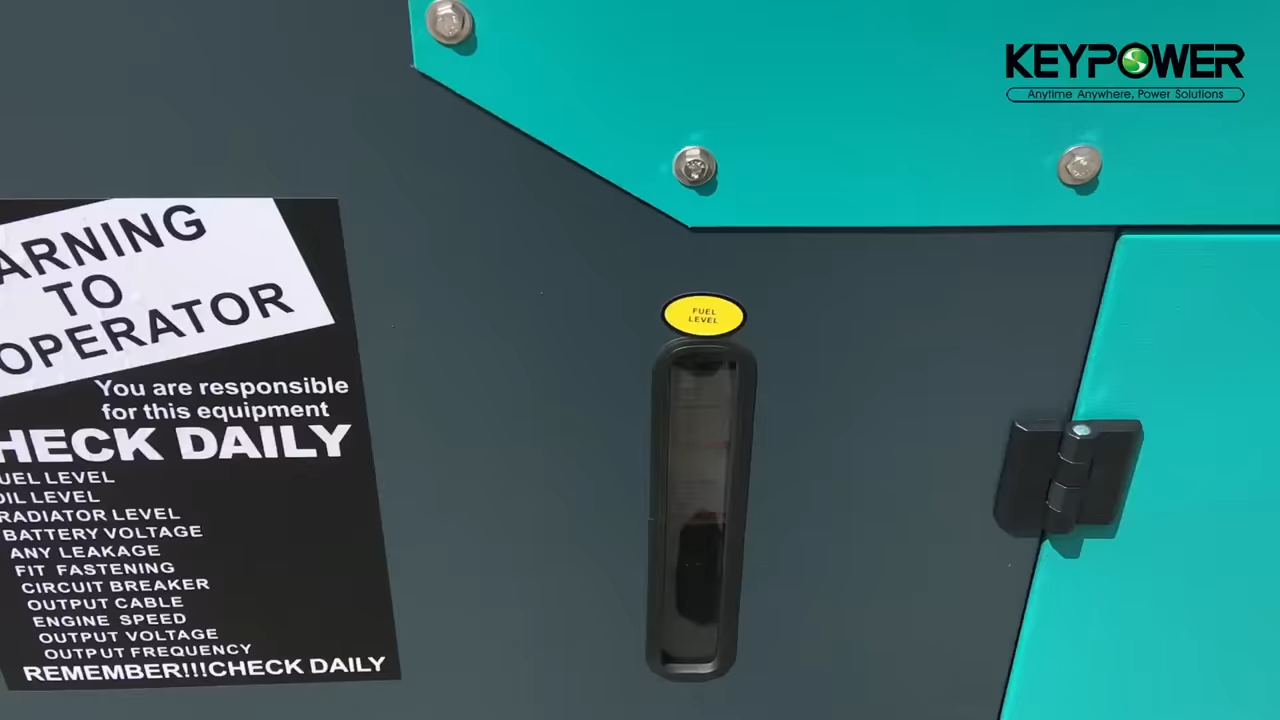 KEYPOWER
Anytime Anywhere, Power Solutions
ARNING
TO
OPERATOR
You are responsible
for this equipment
HECK DAILY
UEL LEVEL
OIL LEVEL
RADIATOR LEVEL
BATTERY VOLTAGE
ANY LEAKAGE
FIT FASTENING
CIRCUIT BREAKER
OUTPUT CABLE
ENGINE SPEED
OUTPUT VOLTAGE
OUTPUT FREQUENCY
REMEMBER!!!CHECK DAILY
FUEL
LEVEL